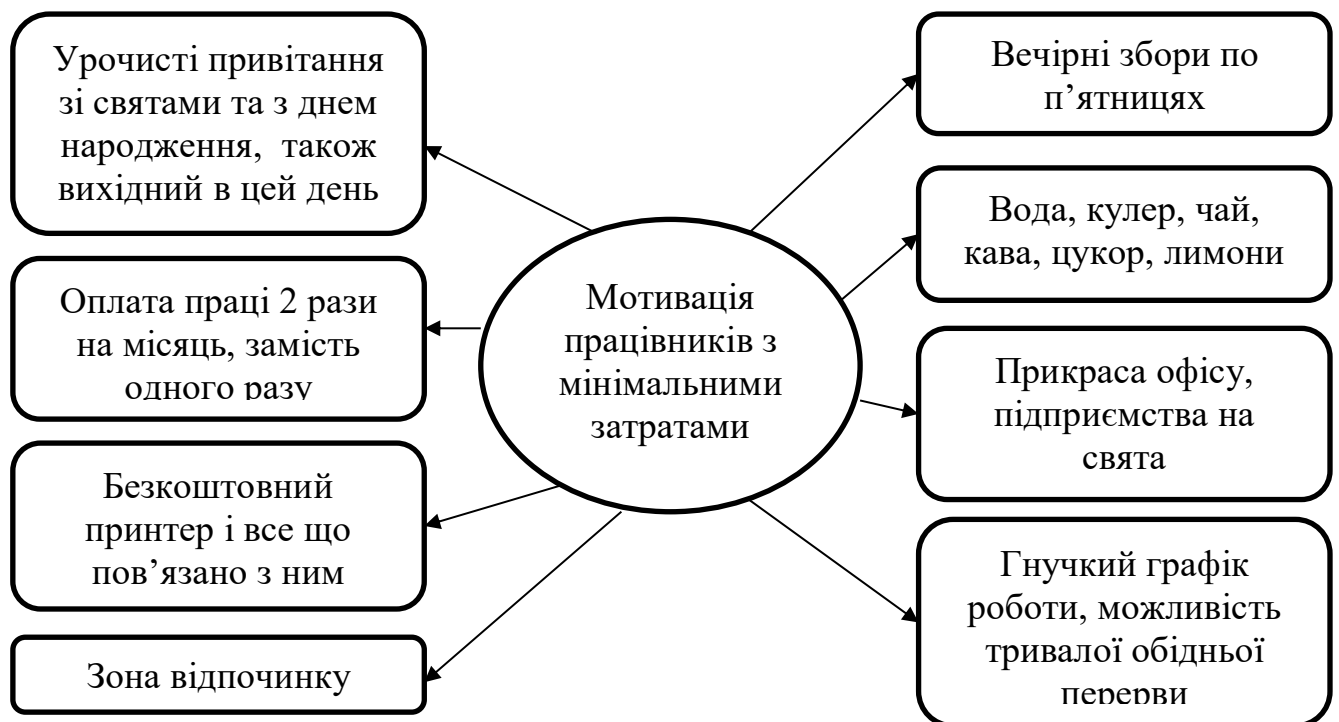 Урочисті привітання
зі святами та з днем
народження, також
вихідний в цей день
Оплата праці 2 рази
на місяць, замість
одного разу
Безкоштовний
принтер і все що
пов’язано з ним
Зона відпочинку
Мотивація
працівників з
мінімальними
затратами
Вечірні збори по
п’ятницях
Вода, кулер, чай,
кава, цукор, лимони
Прикраса офісу,
підприємства на
свята
Гнучкий графік
роботи, можливість
тривалої обідньої
перерви